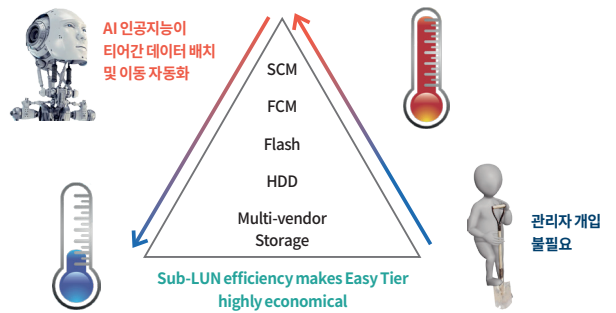 AI 인공지능이
티어간 데이터 배치
및 이동 자동화
SCM
FCM
Flash
HDD
Multi-vendor
Storage
관리자 개입
불필요
Sub-LUN efficiency makes Easy Tier
highly economical